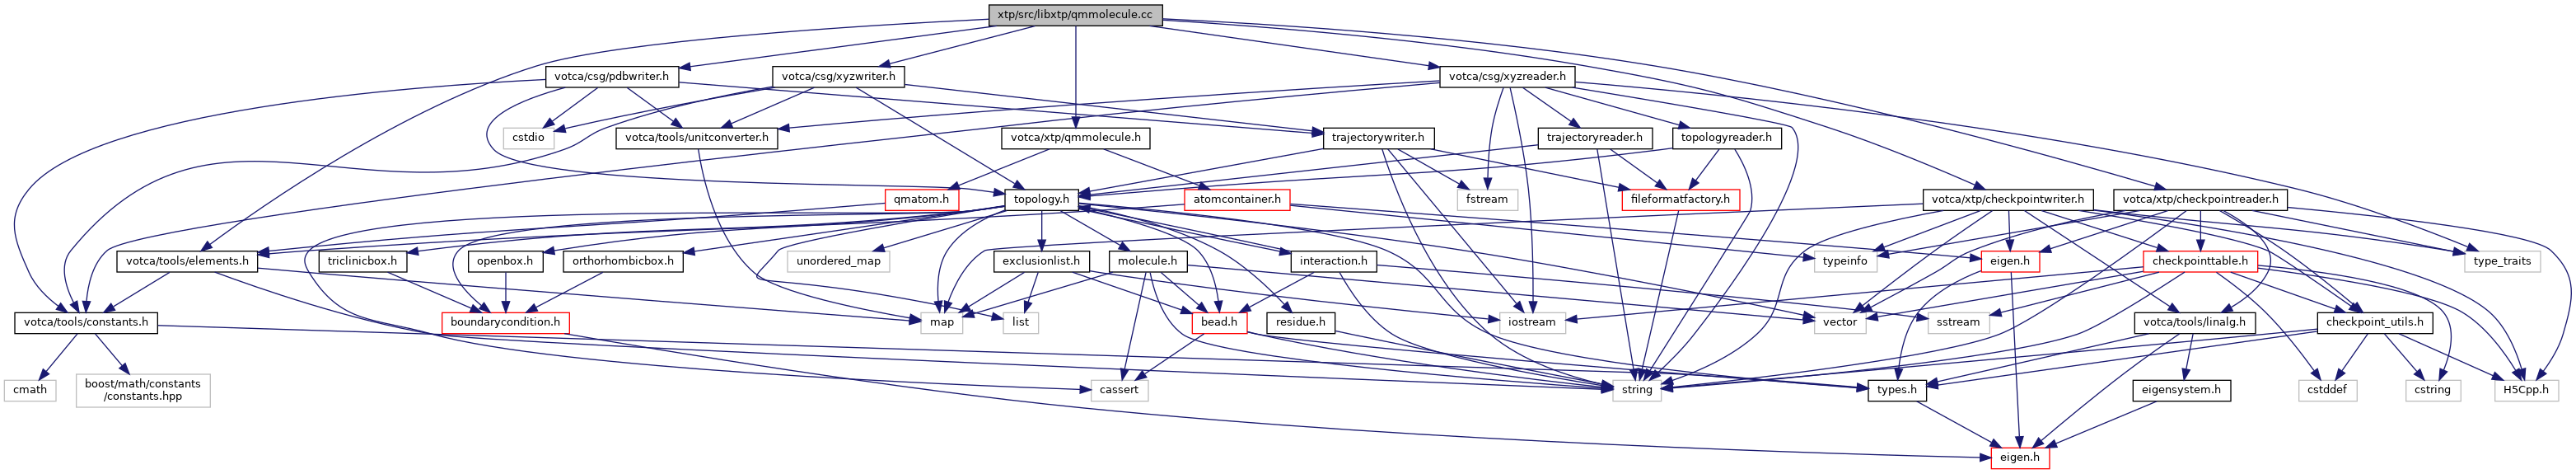 xtp/src/libxtp/qmmolecule.cc
votca/csg/pdbwriter.h
votca/csg/xyzwriter.h
votca/csg/xyzreader.h
cstdio
votca/tools/unitconverter.h
votca/xtp/qmmolecule.h
trajectorywriter.h
trajectoryreader.h
topologyreader.h
qmatom.h
topology.h
atomcontainer.h
fstream
fileformatfactory.h
votca/xtp/checkpointwriter.h
votca/xtp/checkpointreader.h
votca/tools/elements.h
triclinicbox.h
openbox.h
orthorhombicbox.h
unordered_map
exclusionlist.h
molecule.h
interaction.h
typeinfo
eigen.h
checkpointtable.h
type_traits
votca/tools/constants.h
boundarycondition.h
map
list
bead.h
residue.h
iostream
vector
sstream
votca/tools/linalg.h
checkpoint_utils.h
cmath
boost/math/constants
/constants.hpp
cassert
string
types.h
eigensystem.h
cstddef
cstring
H5Cpp.h
eigen.h